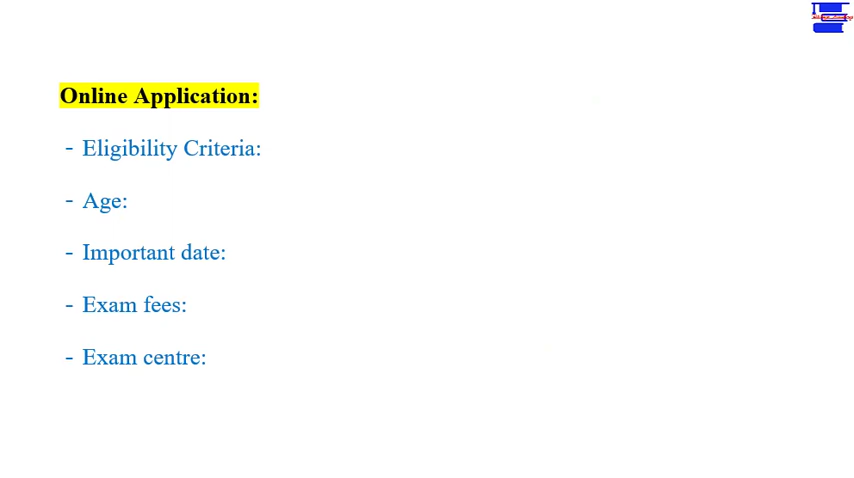 Online Application:
- Eligibility Criteria:
- Age:
- Important date:
- Exam fees:
- Exam centre: